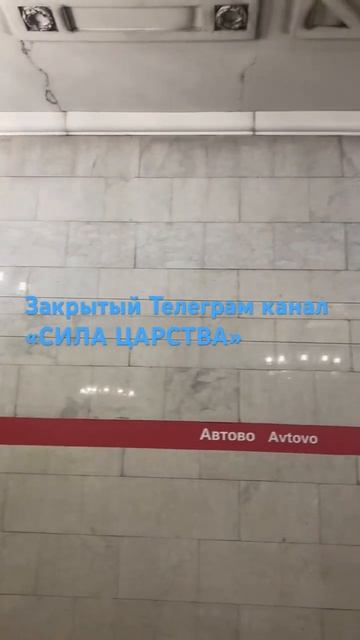 Закрытый Телеграм канал
«СИЛА ЦАРСТВА»
Автово Avtovo